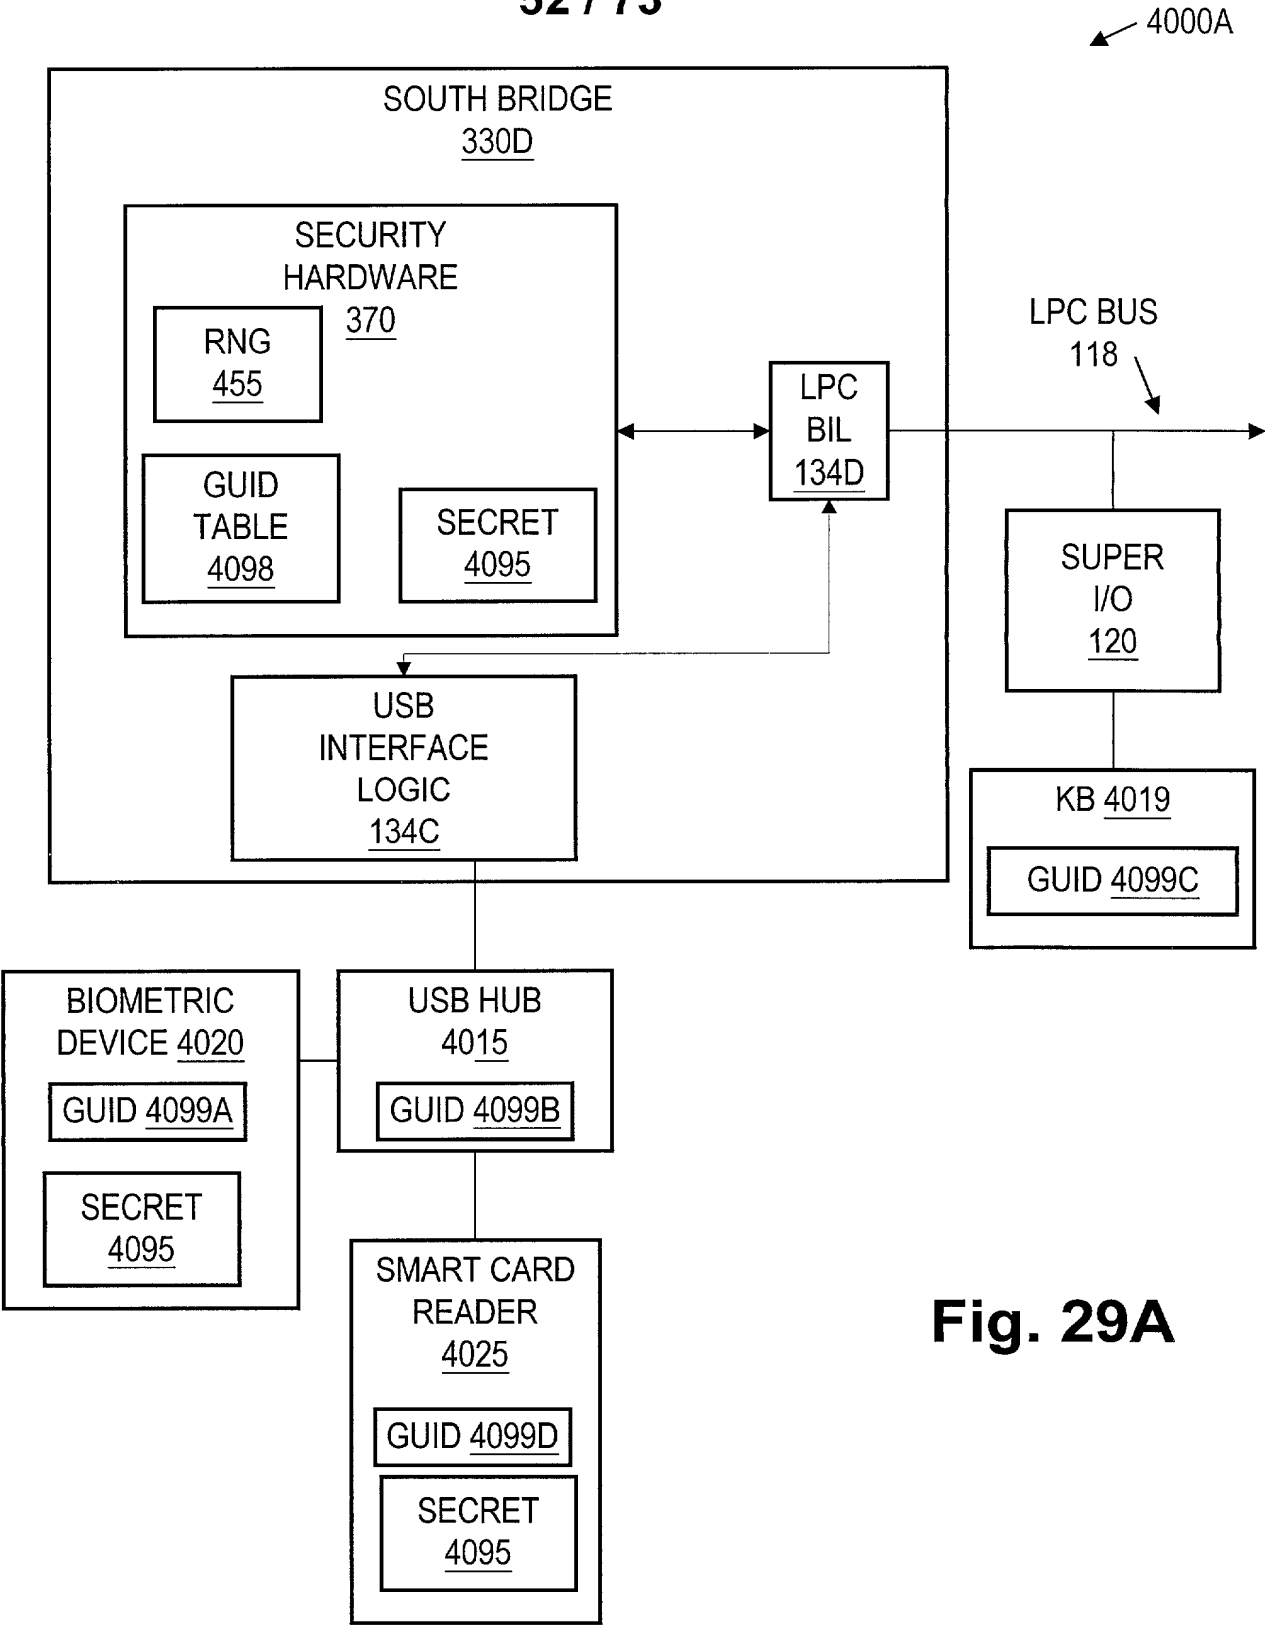 52 / 73
4000A
SOUTH BRIDGE
330D
SECURITY
HARDWARE
370
RNG
455
GUID
TABLE
4098
SECRET
4095
LPC
BIL
134D
LPC BUS
118
SUPER
I/O
120
USB
INTERFACE
LOGIC
134C
KB 4019
GUID 4099C
BIOMETRIC
DEVICE 4020
GUID 4099A
SECRET
4095
USB HUB
4015
GUID 4099B
SMART CARD
READER
4025
GUID 4099D
SECRET
4095
Fig. 29A